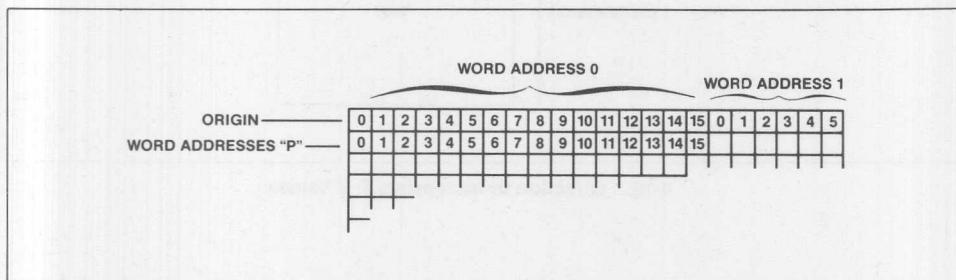 WORD ADDRESS 0
WORD ADDRESS 1
ORIGIN 0 1 2 3 4 5 6 7 8 9 10 11 12 13 14 15 0 1 2 3 4 5
WORD ADDRESSES “P” 0 1 2 3 4 5 6 7 8 9 10 11 12 13 14 15